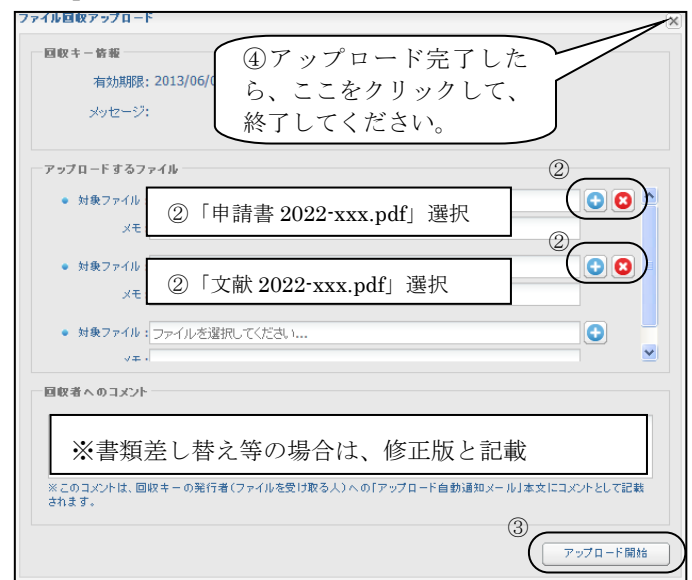 ファイル回収アップロード
回収キー情報
有効期限: 2013/06/0
メッセージ:
④アップロード完了した
ら、ここをクリックして、
終了してください。
アップロードするファイル
②
対象ファイル
②「申請書 2022-xxx.pdf」選択
メモ
②
対象ファイル
②「文献 2022-xxx.pdf」選択
メモ
対象ファイル : ファイルを選択してください...
メモ :
回収者へのコメント
※書類差し替え等の場合は、修正版と記載
※このコメントは、回収キーの発行者(ファイルを受け取る人)への「アップロード自動通知メール」本文にコメントとして記載
されます。
③
アップロード開始